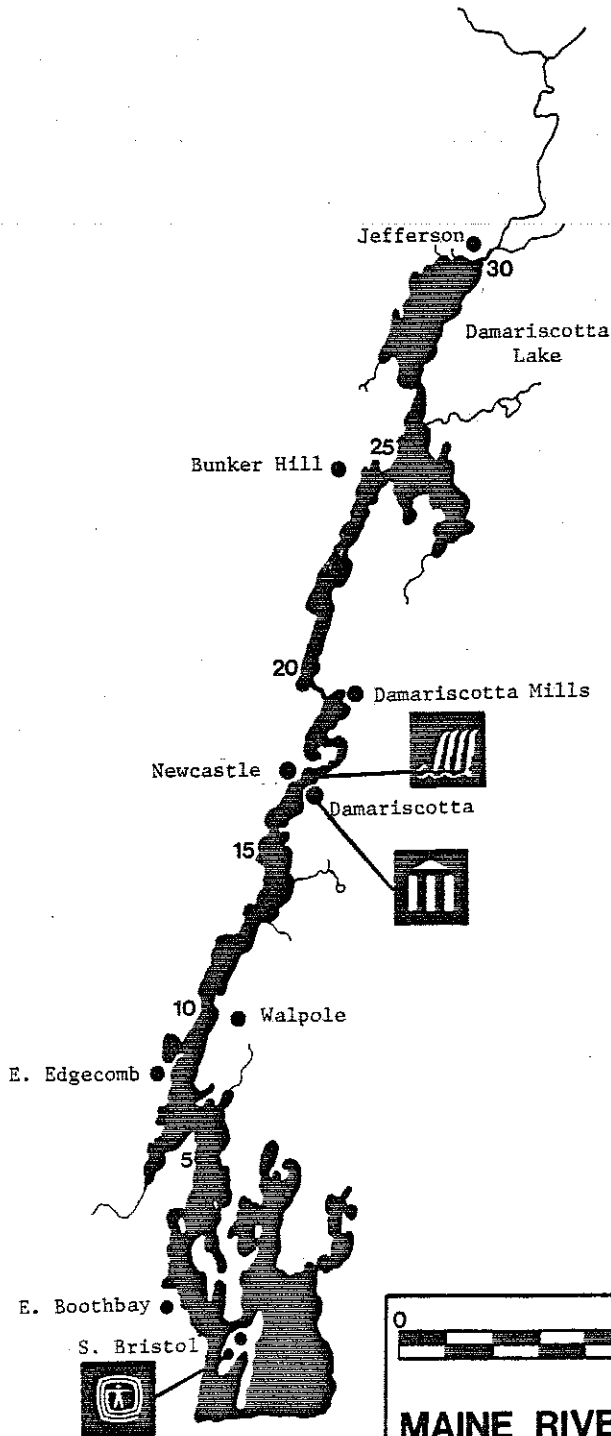 Jefferson
30
Damariscotta
Lake
25
Bunker Hill
20
Damariscotta Mills
Newcastle
Damariscotta
15
10
Walpole
E. Edgecomb
5
E. Boothbay
S. Bristol
0
MAINE RIVE